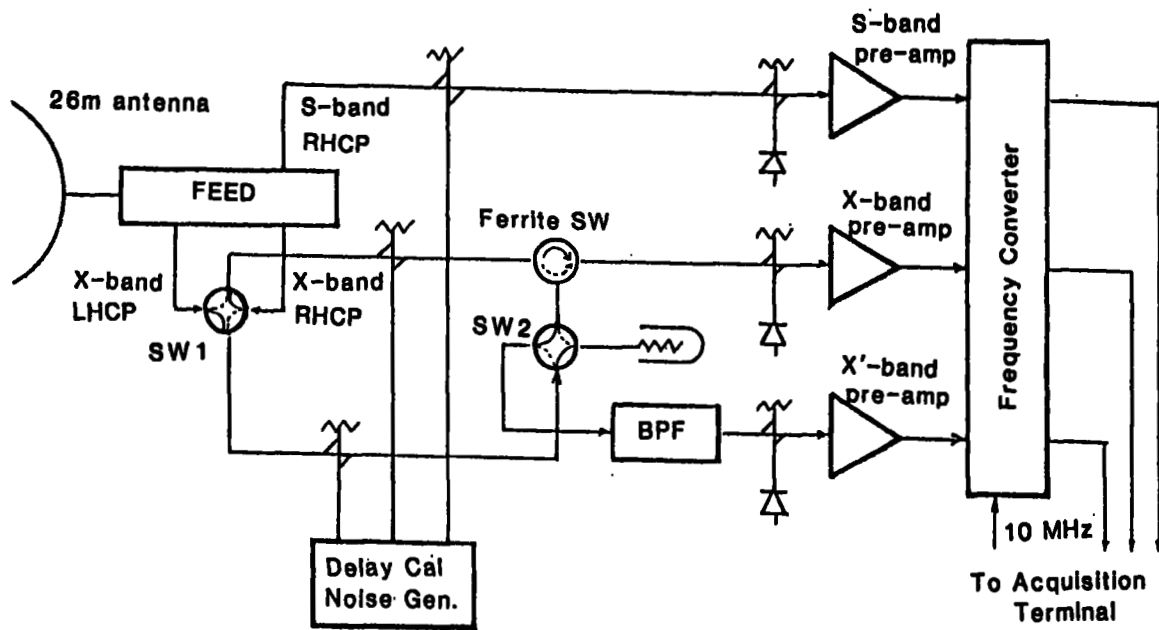 26m antenna
S-band
RHCP
FEED
X-band
LHCP
X-band
RHCP
SW1
Ferrite SW
SW2
BPF
Delay Cal
Noise Gen.
S-band
pre-amp
X-band
pre-amp
X'-band
pre-amp
Frequency Converter
10 MHz
To Acquisition
Terminal